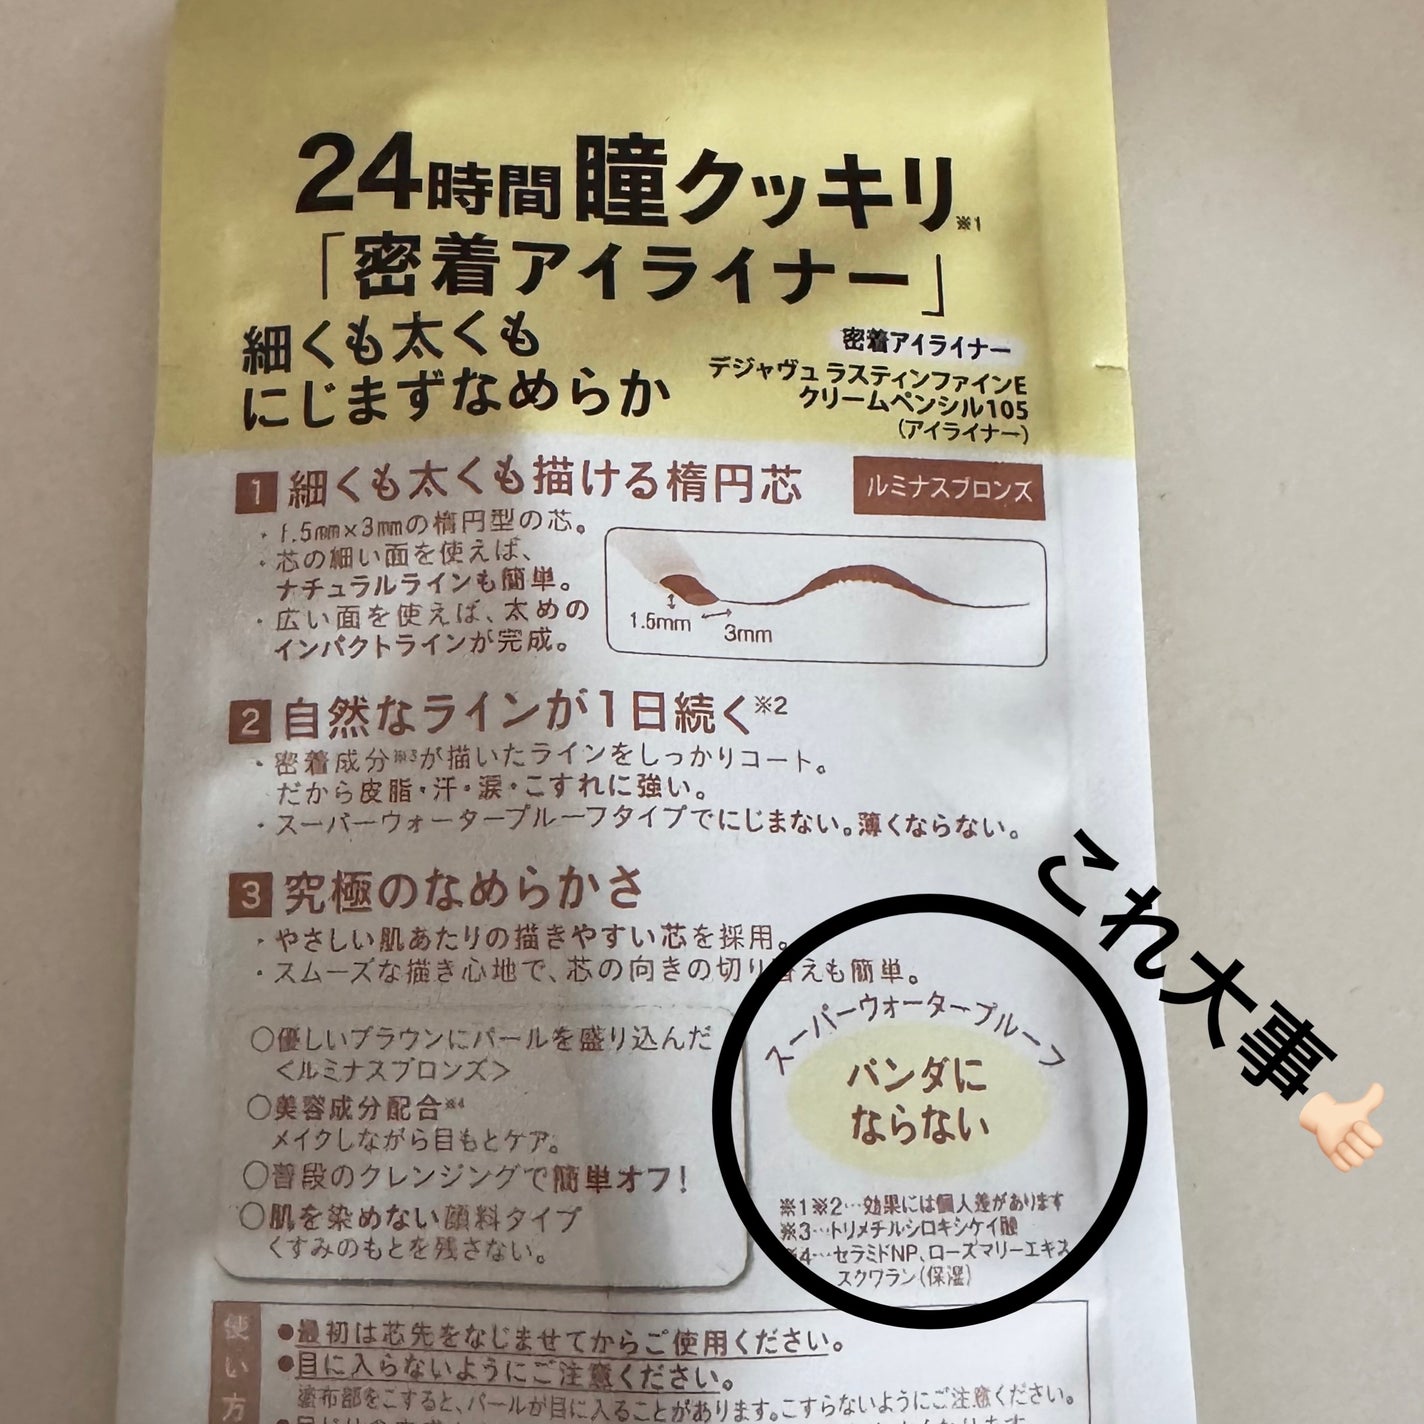 24時間 瞳クッキリ※1
「密着アイライナー」
細くも太くも
にじまずなめらか
密着アイライナー
デジャヴュ ラスティンファインE
クリームペンシル105
(アイライナー)
1 細くも太くも描ける楕円芯
ルミナスブロンズ
・1.5mm×3mmの楕円型の芯。
・芯の細い面を使えば、
ナチュラルラインも簡単。
・広い面を使えば、太めの
インパクトラインが完成。
1.5mm
3mm
2 自然なラインが1日続く※2
・密着成分※3が描いたラインをしっかりコート。
だから皮脂・汗・涙・こすれに強い。
・スーパーウォータープルーフタイプでにじまない。薄くならない。
3 究極のなめらかさ
・やさしい肌あたりの描きやすい芯を採用。
・スムーズな描き心地で、芯の向きの切り替えも簡単。
これ大事👍🏻
○優しいブラウンにパールを盛り込んだ
<ルミナスブロンズ>
○美容成分配合※4
メイクしながら目もとケア。
○普段のクレンジングで簡単オフ!
○肌を染めない顔料タイプ
くすみのもとを残さない。
スーパーウォータープルーフ
パンダに
ならない
※1※2…効果には個人差があります
※3…トリメチルシロキシケイ酸
※4…セラミドNP、ローズマリーエキス
スクワラン(保湿)
使い方
●最初は芯先をなじませてからご使用ください。
●目に入らないようにご注意ください。
塗布部をこすると、パールが目に入ることがあります。こすらないようにご注意ください。